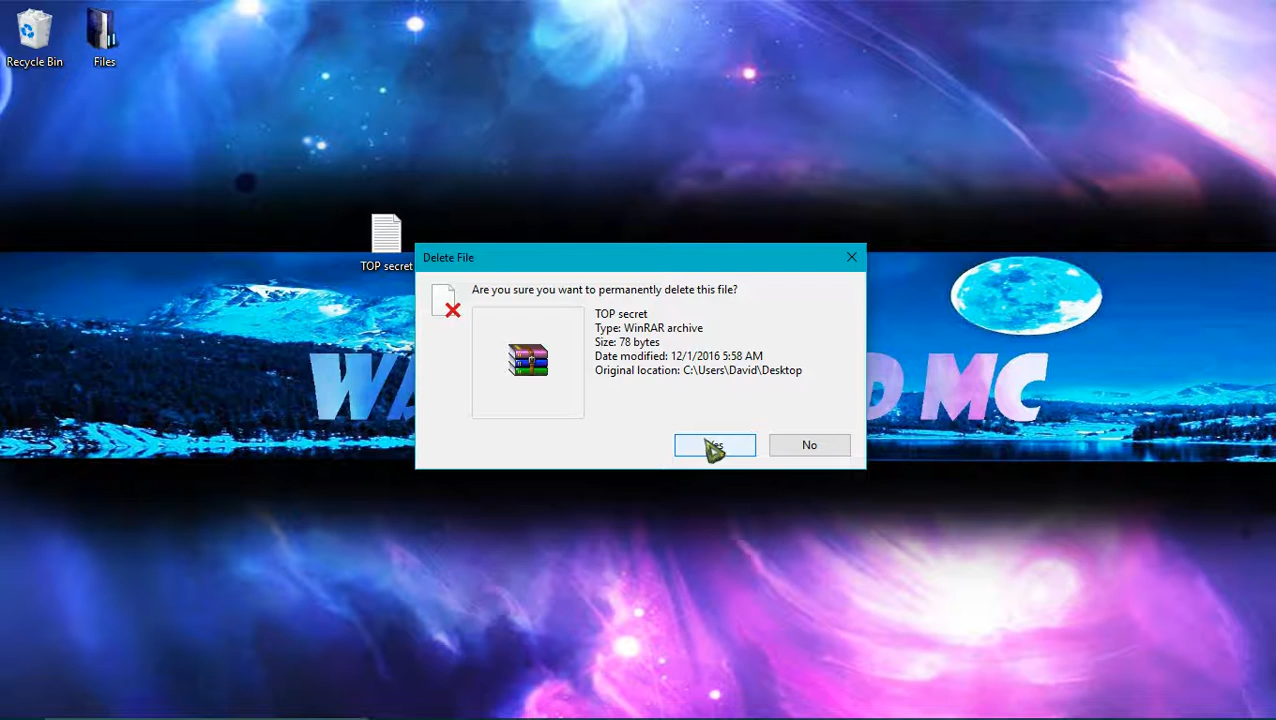 Recycle Bin
Files
TOP secret
Delete File
Are you sure you want to permanently delete this file?
TOP secret
Type: WinRAR archive
Size: 78 bytes
Date modified: 12/1/2016 5:58 AM
Original location: C:\Users\David\Desktop
MC
Yes
No